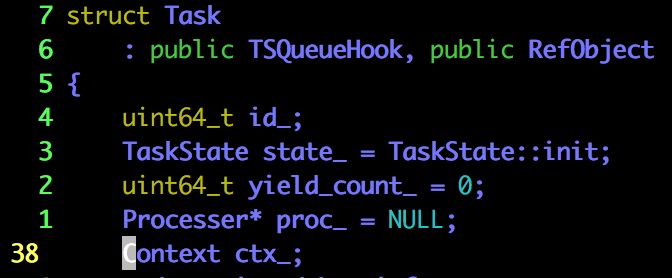 7 struct Task
6     : public TSQueueHook, public RefObject
5 {
4     uint64_t id_;
3     TaskState state_ = TaskState::init;
2     uint64_t yield_count_ = 0;
1     Processer* proc_ = NULL;
38     Context ctx_;